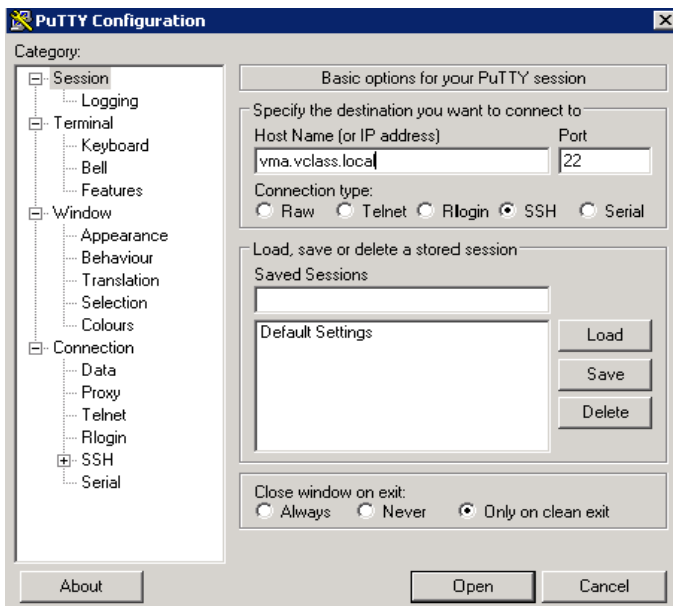 PuTTY Configuration
Category:
Session
Logging
Terminal
Keyboard
Bell
Features
Window
Appearance
Behaviour
Translation
Selection
Colours
Connection
Data
Proxy
Telnet
Rlogin
SSH
Serial
Basic options for your PuTTY session
Specify the destination you want to connect to
Host Name (or IP address) Port
vma.vclass.local 22
Connection type:
Raw Telnet Rlogin SSH Serial
Load, save or delete a stored session
Saved Sessions
Default Settings
Load
Save
Delete
Close window on exit:
Always Never Only on clean exit
About Open Cancel